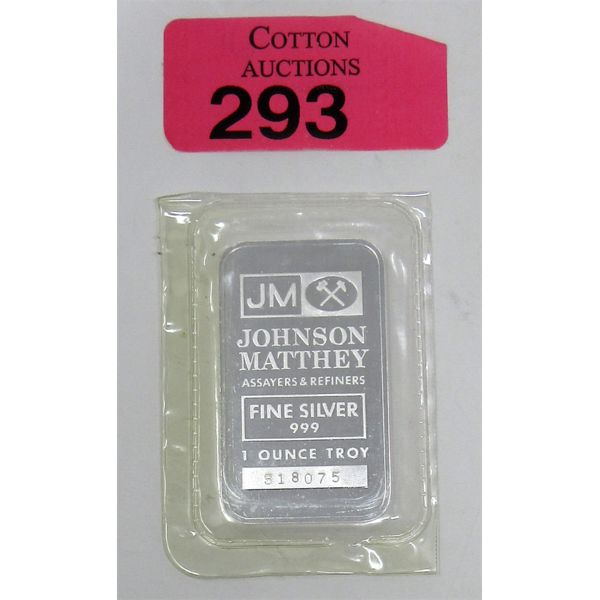 COTTON
AUCTIONS
293
JM
JOHNSON
MATTHEY
ASSAYERS & REFINERS
FINE SILVER
999
1 OUNCE TROY
818075